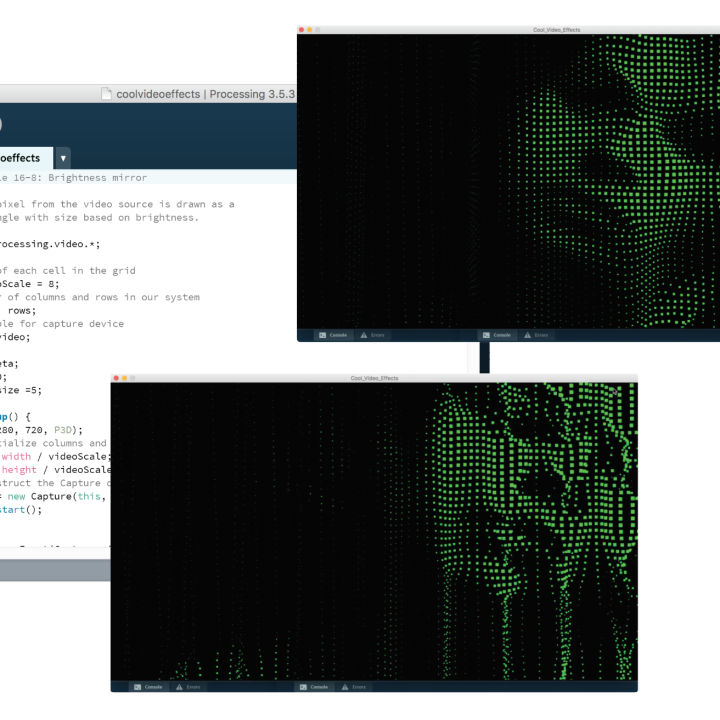 Cool_Video_Effects
coolvideoeffects | Processing 3.5.3
oeffects
le 16-8: Brightness mirror
pixel from the video source is drawn as a
ngle with size based on brightness.
rocessing.video.*;
of each cell in the grid
oScale = 8;
r of columns and rows in our system
rows;
ble for capture device
video;
eta;
);
size =5;
up() {
280, 720, P3D);
tialize columns and
width / videoScale;
height / videoScale
struct the Capture
= new Capture(this,
start();
Console Errors Console Errors
Cool_Video_Effects
Console Errors Console Errors